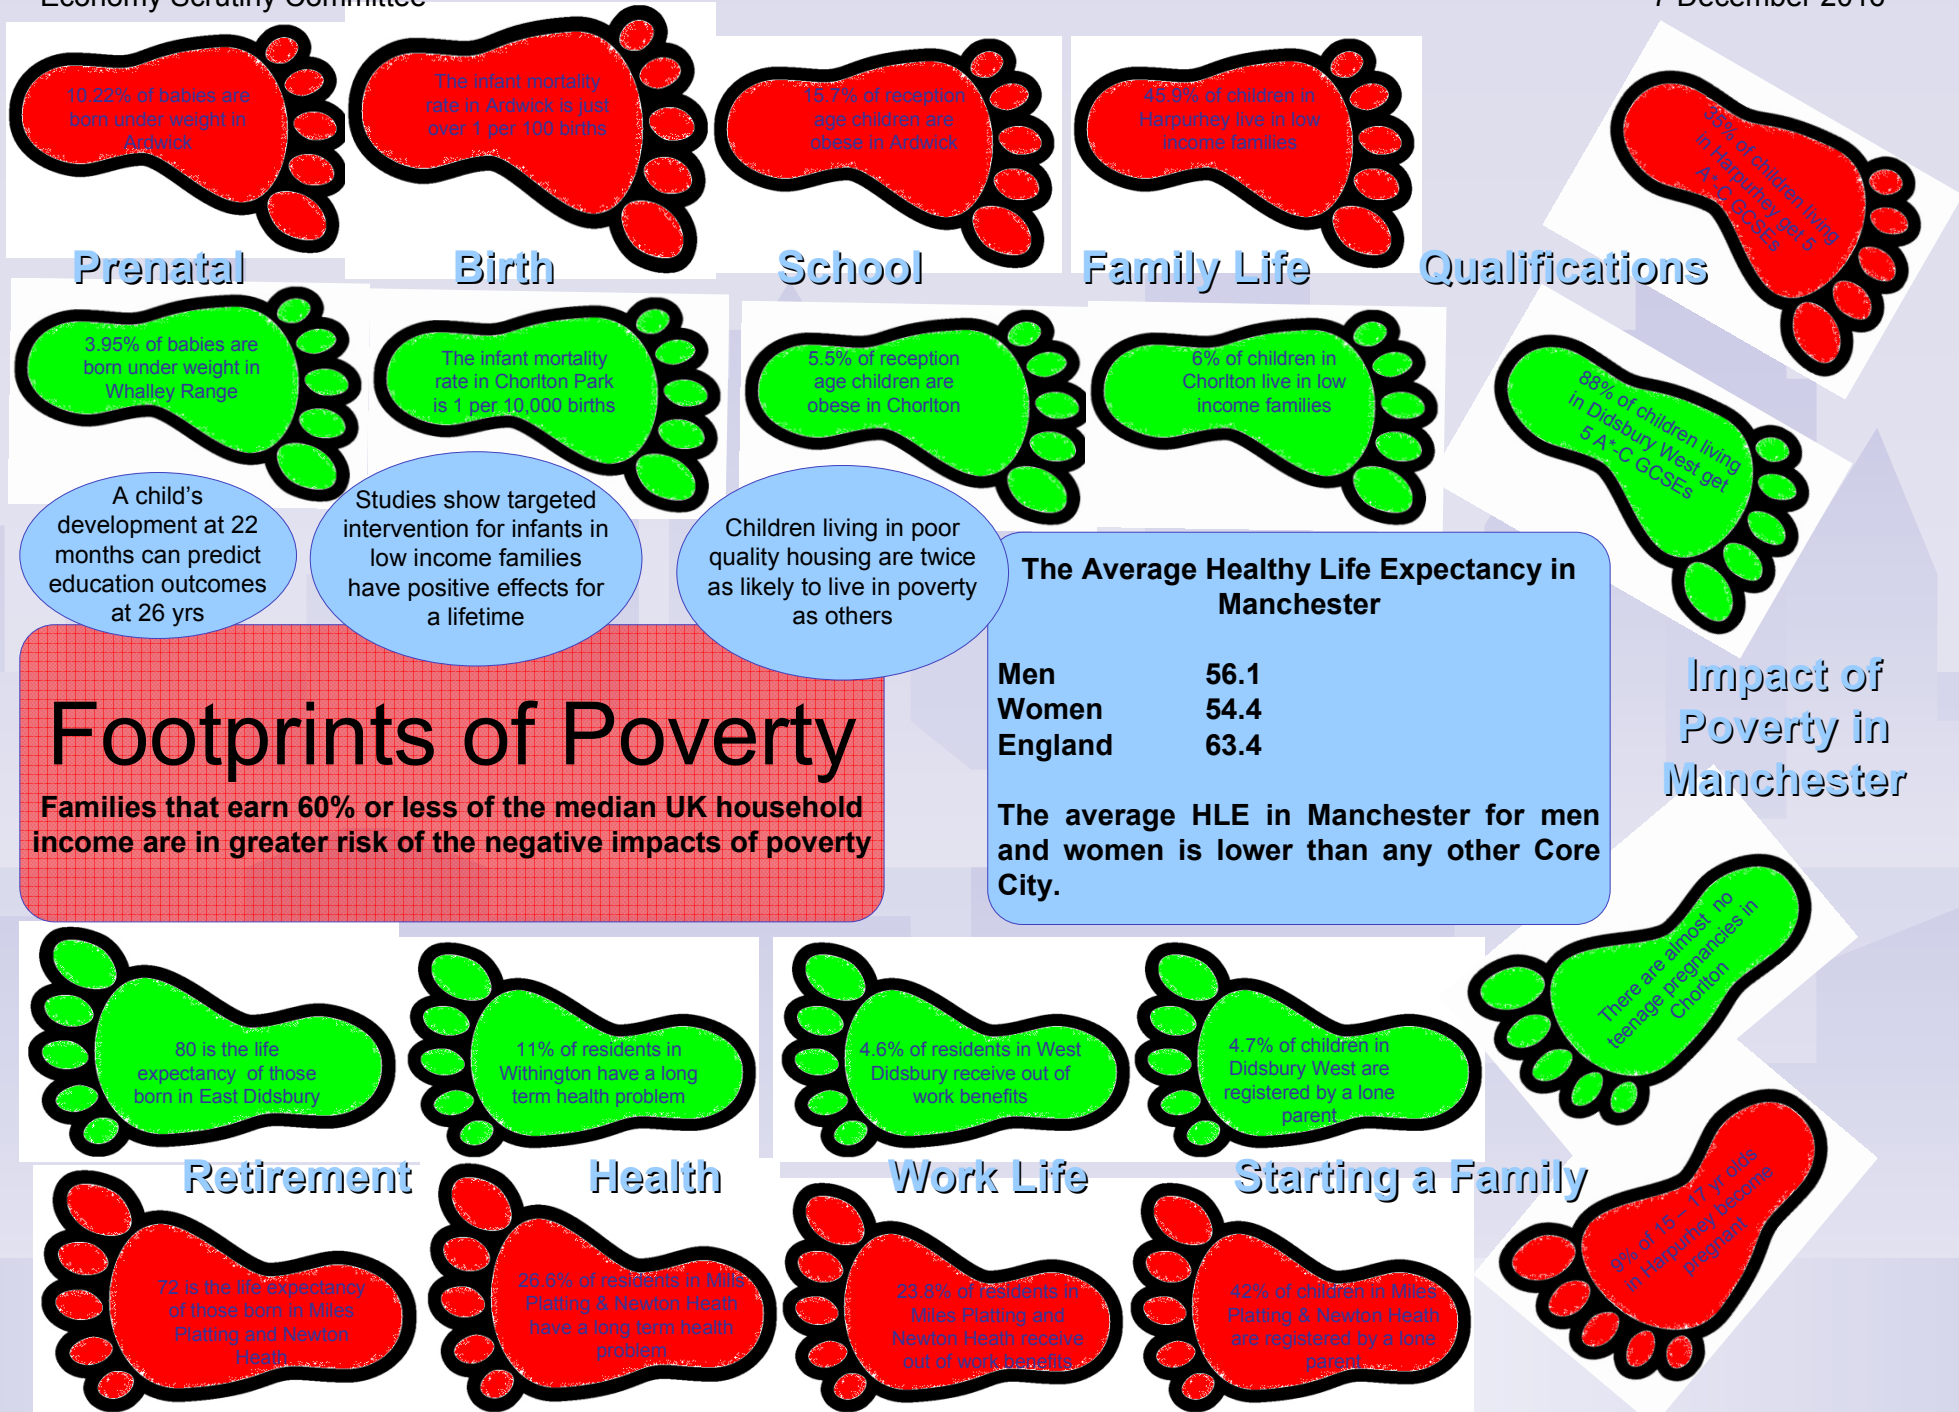 Economy Scrutiny Committee
7 December 2016
10.22% of babies are
born under weight in
Ardwick
The infant mortality
rate in Ardwick is just
over 1 per 100 births
15.7% of reception
age children are
obese in Ardwick
45.9% of children in
Harpurhey live in low
income families
35% of children living
in Harpurhey get 5
A*-C GCSEs
Prenatal
Birth
School
Family Life
Qualifications
3.95% of babies are
born under weight in
Whalley Range
The infant mortality
rate in Chorlton Park
is 1 per 10,000 births
5.5% of reception
age children are
obese in Chorlton
6% of children in
Chorlton live in low
income families
88% of children living
in Didsbury West get
5 A*-C GCSEs
A child's
development at 22
months can predict
education outcomes
at 26 yrs
Studies show targeted
intervention for infants in
low income families
have positive effects for
a lifetime
Children living in poor
quality housing are twice
as likely to live in poverty
as others
The Average Healthy Life Expectancy in
Manchester
Men 56.1
Women 54.4
England 63.4
The average HLE in Manchester for men
and women is lower than any other Core
City.
Footprints of Poverty
Families that earn 60% or less of the median UK household
income are in greater risk of the negative impacts of poverty
Impact of
Poverty in
Manchester
80 is the life
expectancy of those
born in East Didsbury
11% of residents in
Withington have a long
term health problem
4.6% of residents in West
Didsbury receive out of
work benefits
4.7% of children in
Didsbury West are
registered by a lone
parent
There are almost no
teenage pregnancies in
Chorlton
Retirement
Health
Work Life
Starting a Family
72 is the life expectancy
of those born in Miles
Platting and Newton
Heath
26.6% of residents in Mills
Platting & Newton Heath
have a long term health
problem
23.8% of residents in
Miles Platting and
Newton Heath receive
out of work benefits
42% of children in Miles
Platting & Newton Heath
are registered by a lone
parent
9% of 15 – 17 yr olds
in Harpurhey become
pregnant